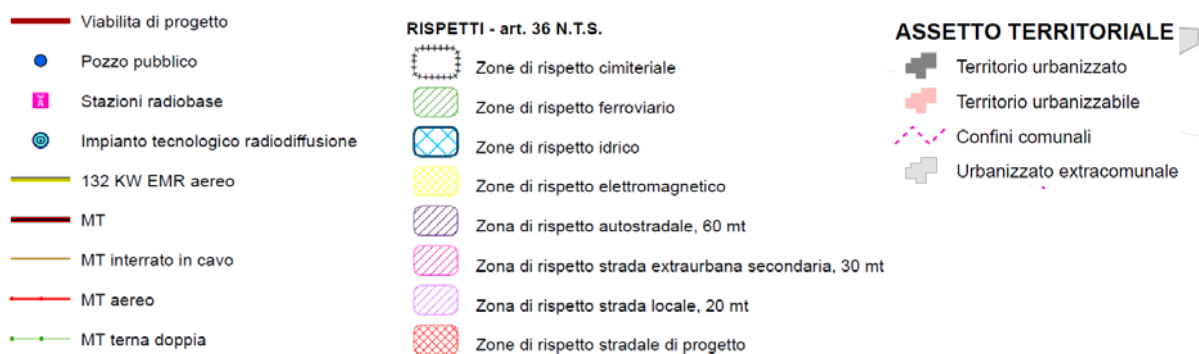 Viabilita di progetto
Pozzo pubblico
Stazioni radiobase
Impianto tecnologico radiodiffusione
132 KW EMR aereo
MT
MT interrato in cavo
MT aereo
MT terna doppia
RISPETTI - art. 36 N.T.S.
Zone di rispetto cimiteriale
Zone di rispetto ferroviario
Zone di rispetto idrico
Zone di rispetto elettromagnetico
Zona di rispetto autostradale, 60 mt
Zona di rispetto strada extraurbana secondaria, 30 mt
Zona di rispetto strada locale, 20 mt
Zone di rispetto stradale di progetto
ASSETTO TERRITORIALE
Territorio urbanizzato
Territorio urbanizzabile
Confini comunali
Urbanizzato extracomunale